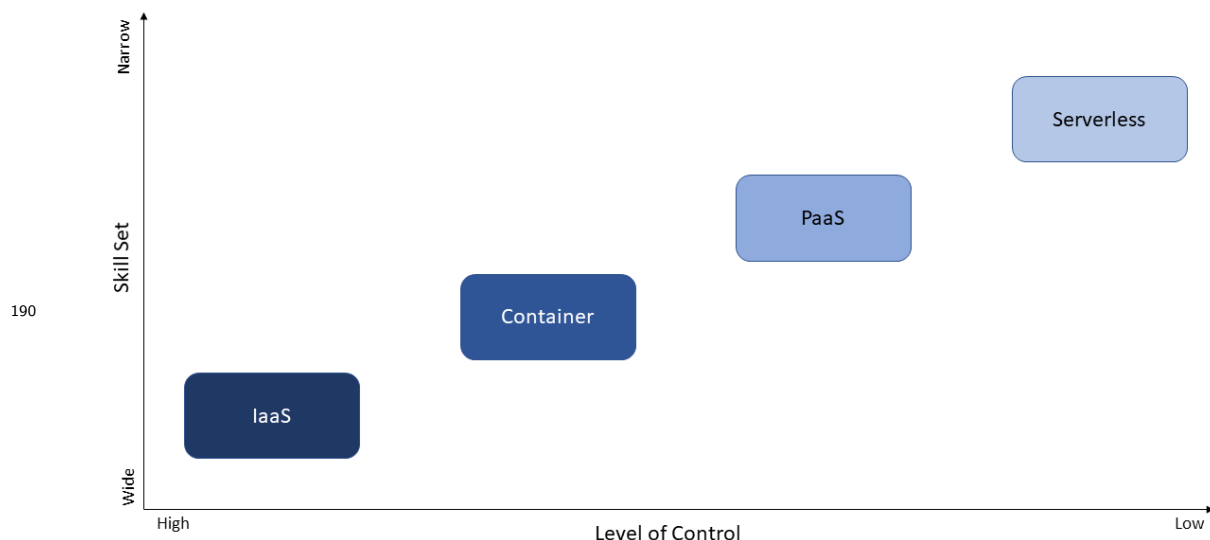 Narrow
Serverless
PaaS
Skill Set
190
Container
IaaS
Wide
High
Low
Level of Control